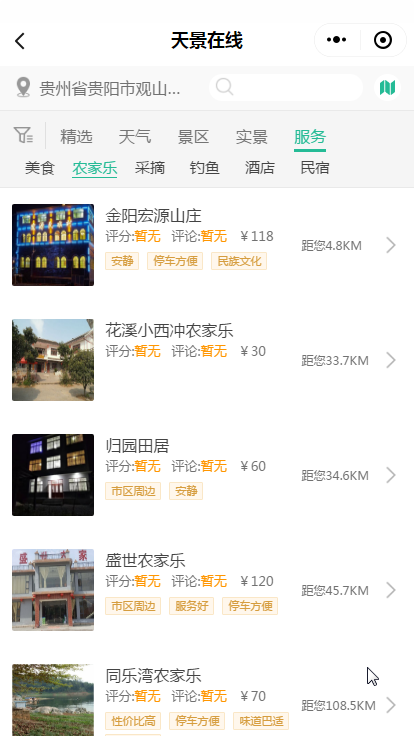 天景在线
贵州省贵阳市观山...
精选 天气 景区 实景 服务
美食 农家乐 采摘 钓鱼 酒店 民宿
金阳宏源山庄
评分:暂无 评论:暂无 ￥118
距您4.8KM
安静 停车方便 民族文化
花溪小西冲农家乐
评分:暂无 评论:暂无 ￥30
距您33.7KM
归园田居
评分:暂无 评论:暂无 ￥60
距您34.6KM
市区周边 安静
盛世农家乐
评分:暂无 评论:暂无 ￥120
距您45.7KM
市区周边 服务好 停车方便
同乐湾农家乐
评分:暂无 评论:暂无 ￥70
距您108.5KM
性价比高 停车方便 味道巴适